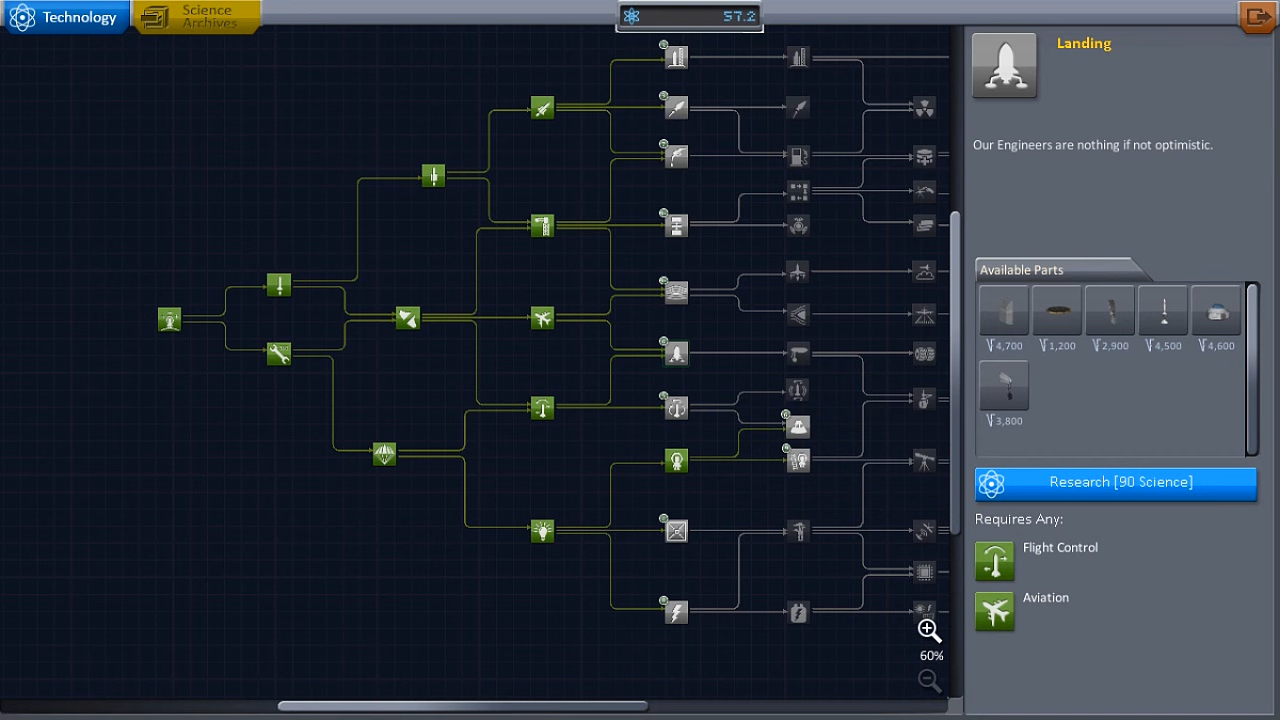 Technology
Science
Archives
57.2
Landing
Our Engineers are nothing if not optimistic.
Available Parts
4,700
1,200
2,900
4,500
4,600
3,800
Research [90 Science]
Requires Any:
Flight Control
Aviation
60%